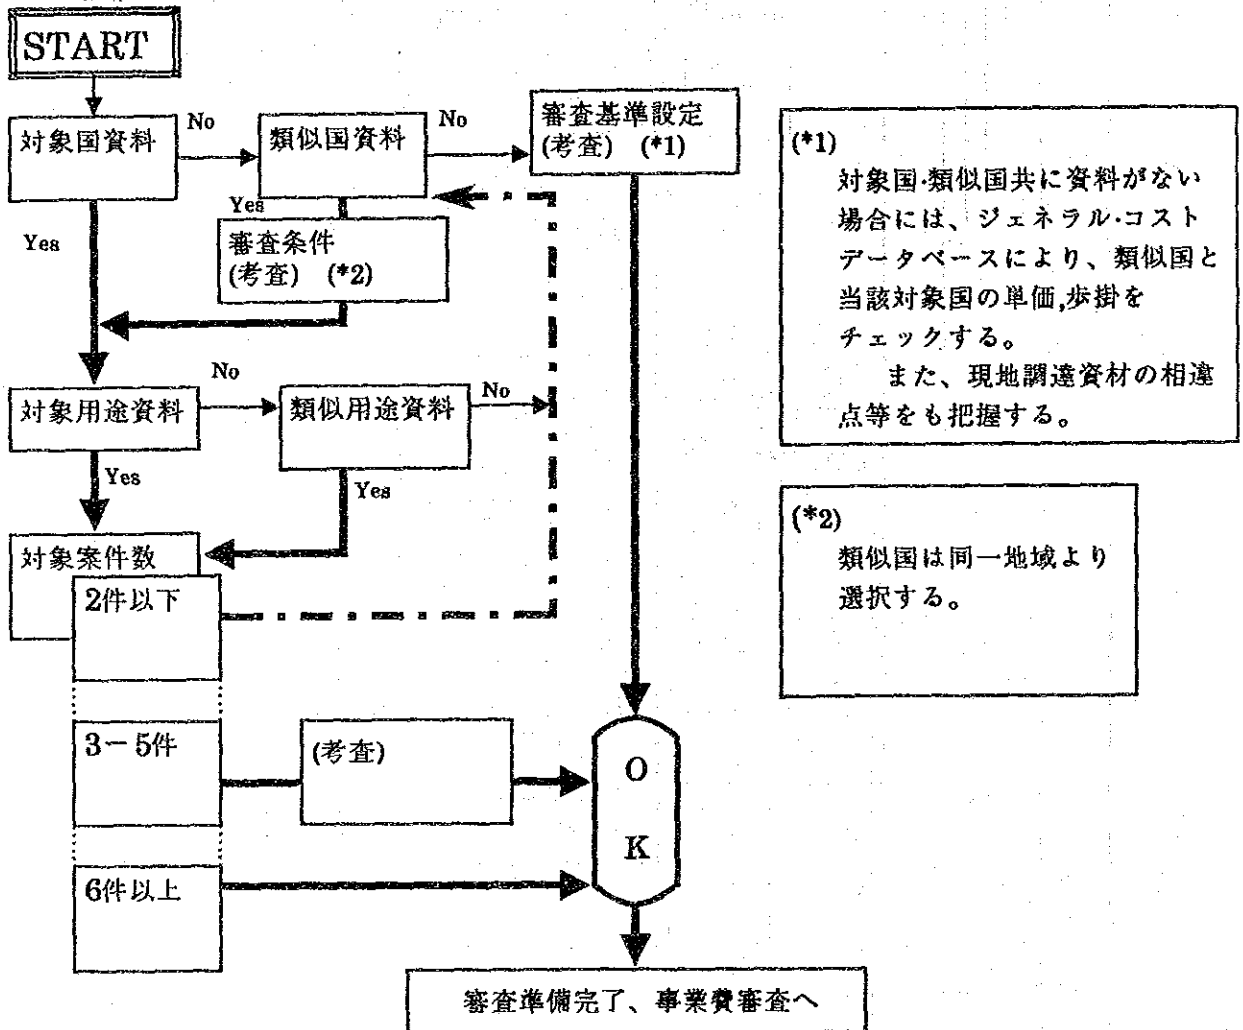 START
対象国資料
No
類似国資料
No
審査基準設定
(考査) (*1)
Yes
Yes
審査条件
(考査) (*2)
対象用途資料
No
類似用途資料
No
Yes
Yes
対象案件数
2件以下
3－5件
(考査)
6件以上
O
K
審査準備完了、事業費審査へ
(*1)
対象国·類似国共に資料がない
場合には、ジェネラル·コスト
データベースにより、類似国と
当該対象国の単価,歩掛を
チェックする。
また、現地調達資材の相違
点等をも把握する。
(*2)
類似国は同一地域より
選択する。